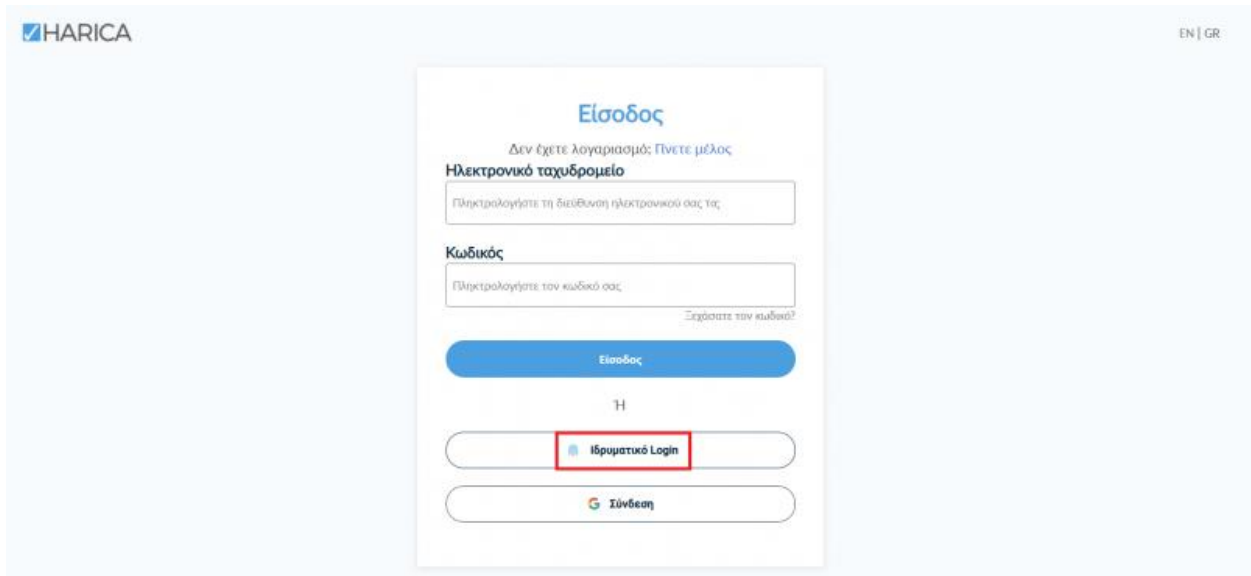 HARICA
EN | GR
Είσοδος
Δεν έχετε λογαριασμό; Γίνετε μέλος
Ηλεκτρονικό ταχυδρομείο
Πληκτρολογήστε τη διεύθυνση ηλεκτρονικού σας τα;
Κωδικός
Πληκτρολογήστε τον κωδικό σας
Ξεχάσατε τον κωδικό?
Είσοδος
Ή
Ιδρυματικό Login
Σύνδεση